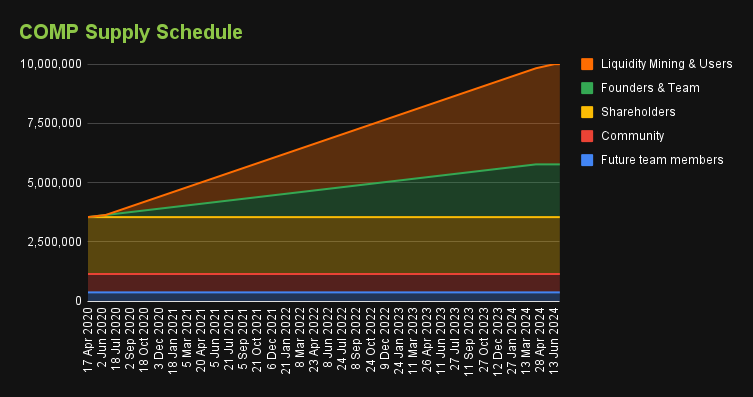 COMP Supply Schedule
10,000,000
7,500,000
5,000,000
2,500,000
0
Liquidity Mining & Users
Founders & Team
Shareholders
Community
Future team members
17 Apr 2020
2 Jun 2020
18 Jul 2020
2 Sep 2020
18 Oct 2020
3 Dec 2020
18 Jan 2021
5 Mar 2021
20 Apr 2021
5 Jun 2021
21 Jul 2021
5 Sep 2021
21 Oct 2021
6 Dec 2021
21 Jan 2022
8 Mar 2022
23 Apr 2022
8 Jun 2022
24 Jul 2022
8 Sep 2022
24 Oct 2022
9 Dec 2022
24 Jan 2023
11 Mar 2023
26 Apr 2023
11 Jun 2023
27 Jul 2023
11 Sep 2023
27 Oct 2023
12 Dec 2023
27 Jan 2024
13 Mar 2024
28 Apr 2024
13 Jun 2024